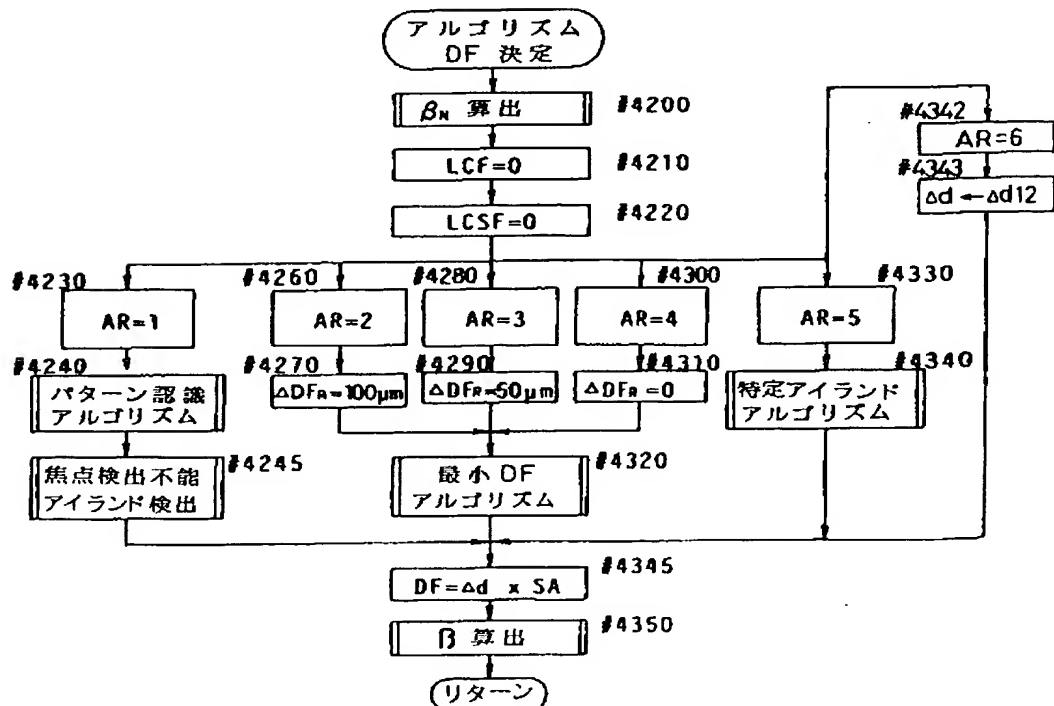 アルゴリズム
DF 決定
βN 算出
#4200
LCF=0
#4210
LCSF=0
#4220
#4342
AR=6
#4343
Δd ← Δd12
#4230
AR=1
#4260
AR=2
#4280
AR=3
#4300
AR=4
#4330
AR=5
#4240
パターン認識
アルゴリズム
#4270
ΔDFR=100μm
#4290
ΔDFR=50μm
#4310
ΔDFR=0
#4340
特定アイランド
アルゴリズム
#4245
焦点検出不能
アイランド検出
#4320
最小 DF
アルゴリズム
#4345
DF=Δd x SA
#4350
β 算出
リターン